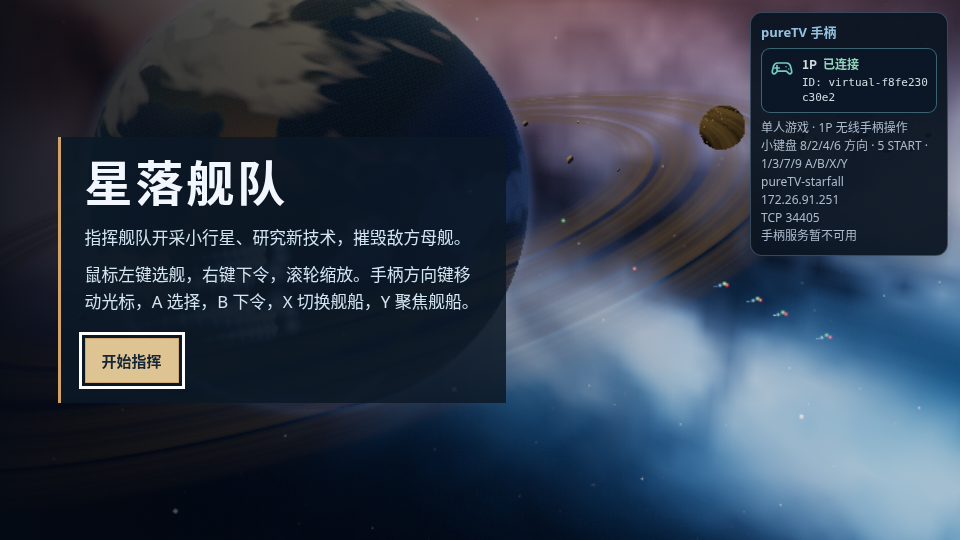 星落舰队
指挥舰队开采小行星、研究新技术，摧毁敌方母舰。
鼠标左键选舰，右键下令，滚轮缩放。手柄方向键移
动光标，A 选择，B 下令，X 切换舰船，Y 聚焦舰船。
开始指挥
pureTV 手柄
1P 已连接
ID: virtual-f8fe230
c30e2
单人游戏 · 1P 无线手柄操作
小键盘 8/2/4/6 方向 · 5 START ·
1/3/7/9 A/B/X/Y
pureTV-starfall
172.26.91.251
TCP 34405
手柄服务暂不可用